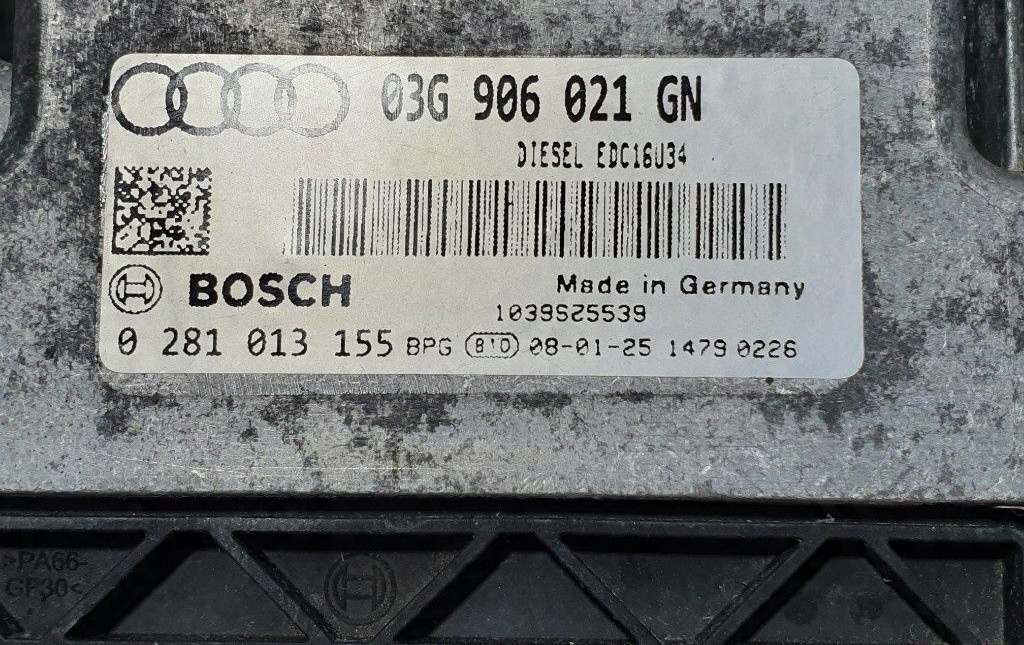 03G 906 021 GN
DIESEL EDC16U34
BOSCH
Made in Germany
1039S25539
0 281 013 155 BPG 810 08-01-25 1479 0226
>PA66-
GF30<